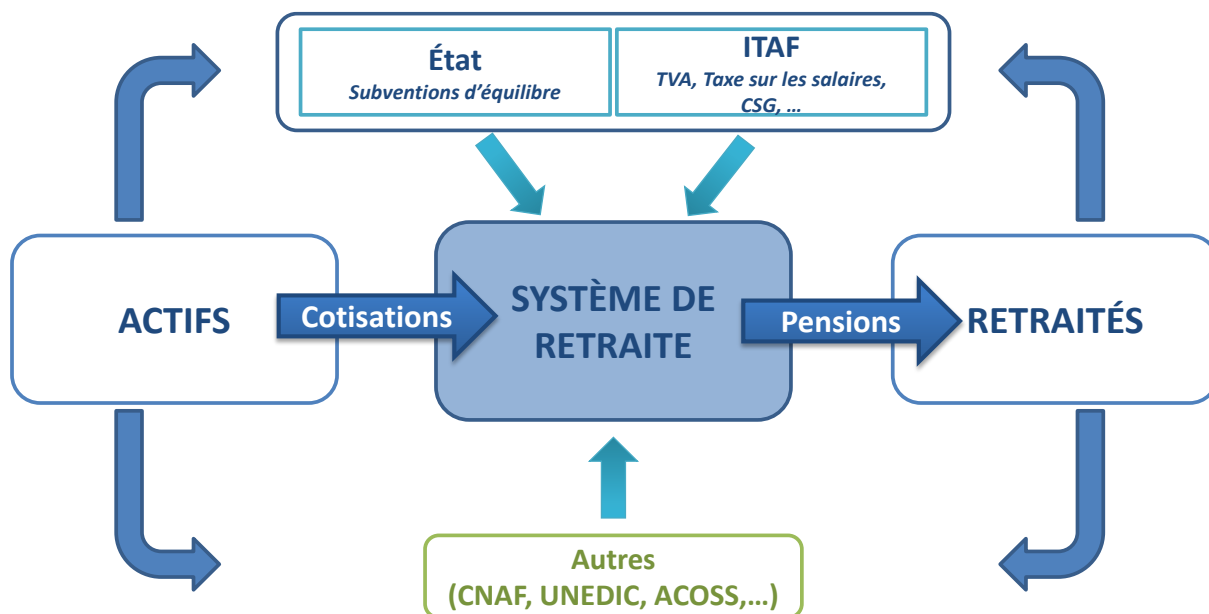 État
Subventions d’équilibre
ITAF
TVA, Taxe sur les salaires,
CSG, …
ACTIFS
Cotisations
SYSTÈME DE
RETRAITE
Pensions
RETRAITÉS
Autres
(CNAF, UNEDIC, ACOSS,…)